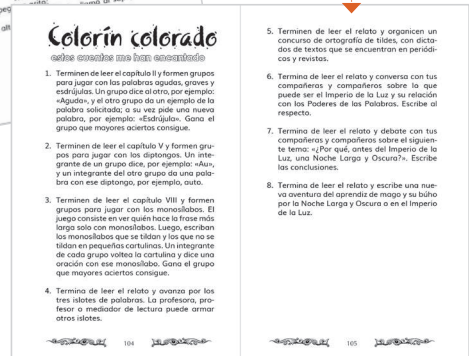 Colorín colorado
estos cuentos me han encantado
1. Terminen de leer el capítulo II y formen grupos
para jugar con las palabras agudas, graves y
esdrújulas. Un grupo dice al otro, por ejemplo:
«Aguda», y el otro grupo da un ejemplo de la
palabra solicitada; a su vez pide una nueva
palabra, por ejemplo: «Esdrújula». Gana el
grupo que mayores aciertos consigue.
2. Terminen de leer el capítulo V y formen gru-
pos para jugar con los diptongos. Un inte-
grante de un grupo dice, por ejemplo: «Au»,
y un integrante del otro grupo da una pala-
bra con ese diptongo, por ejemplo, auto.
3. Terminen de leer el capítulo VIII y formen
grupos para jugar con los monosílabos. El
juego consiste en ver quién hace la frase más
larga solo con monosílabos. Luego, escriban
los monosílabos que se tildan y los que no se
tildan en pequeñas cartulinas. Un integrante
de cada grupo voltea la cartulina y dice una
oración con ese monosílabo. Gana el grupo
que mayores aciertos consigue.
4. Termina de leer el relato y avanza por los
tres islotes de palabras. La profesora, pro-
fesor o mediador de lectura puede armar
otros islotes.
104
5. Terminen de leer el relato y organicen un
concurso de ortografía de tildes, con dicta-
dos de textos que se encuentran en periódi-
cos y revistas.
6. Termina de leer el relato y conversa con tus
compañeras y compañeros sobre lo que
puede ser el Imperio de la Luz y su relación
con los Poderes de las Palabras. Escribe al
respecto.
7. Termina de leer el relato y debate con tus
compañeras y compañeros sobre el siguien-
te tema: «¿Por qué, antes del Imperio de la
Luz, una Noche Larga y Oscura?». Escribe
las conclusiones.
8. Termina de leer el relato y escribe una nue-
va aventura del aprendiz de mago y su búho
por la Noche Larga y Oscura o en el Imperio
de la Luz.
105